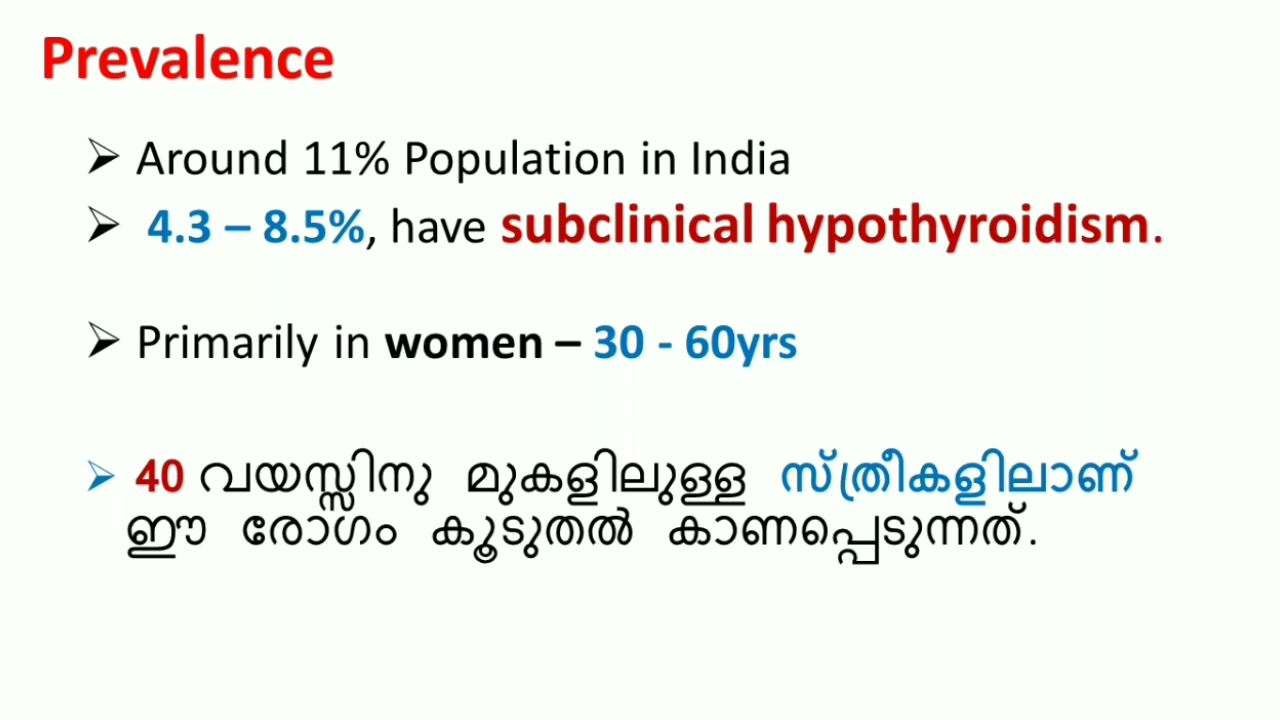 Prevalence
➢ Around 11% Population in India
➢ 4.3 – 8.5%, have subclinical hypothyroidism.
➢ Primarily in women – 30 - 60yrs
➢ 40 വയസ്സിനു മുകളിലുള്ള സ്ത്രീകളിലാണ്
ഈ രോഗം കൂടുതൽ കാണപ്പെടുന്നത്.